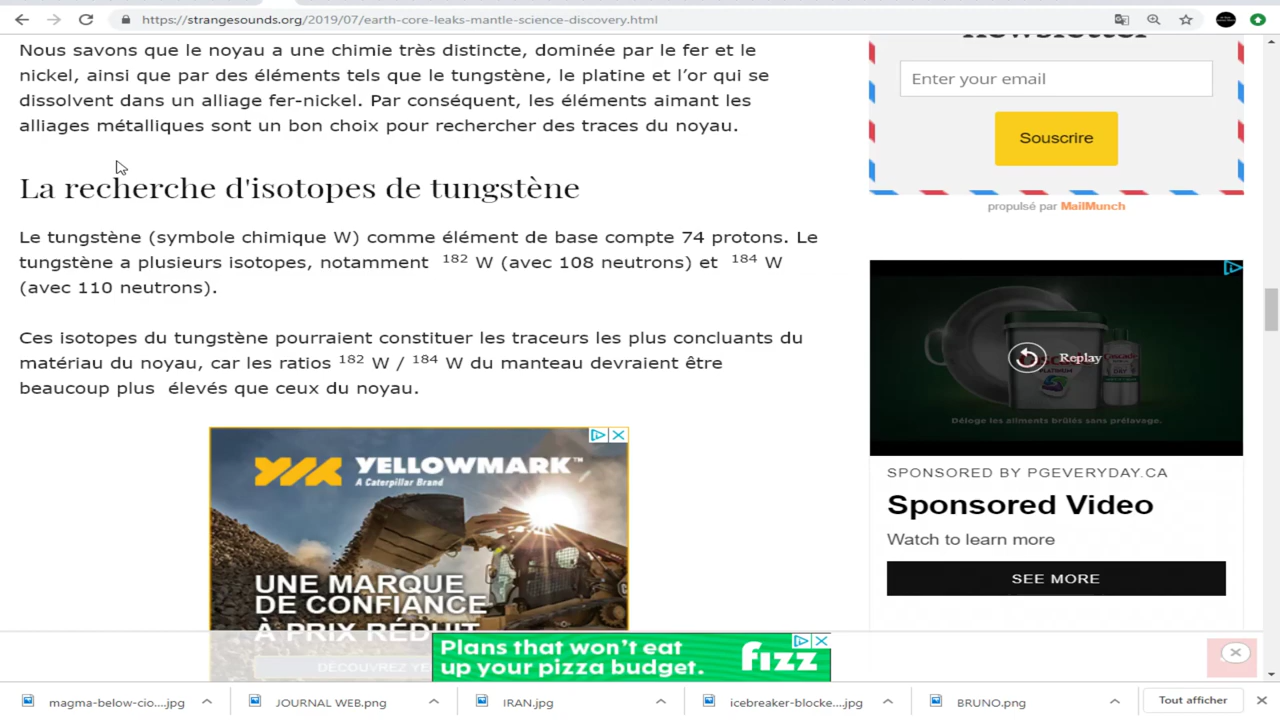 https://strangesounds.org/2019/07/earth-core-leaks-mantle-science-discovery.html
Nous savons que le noyau a une chimie très distincte, dominée par le fer et le
nickel, ainsi que par des éléments tels que le tungstène, le platine et l'or qui se
dissolvent dans un alliage fer-nickel. Par conséquent, les éléments aimant les
alliages métalliques sont un bon choix pour rechercher des traces du noyau.
La recherche d'isotopes de tungstène
Le tungstène (symbole chimique W) comme élément de base compte 74 protons. Le
tungstène a plusieurs isotopes, notamment 182 W (avec 108 neutrons) et 184 W
(avec 110 neutrons).
Ces isotopes du tungstène pourraient constituer les traceurs les plus concluants du
matériau du noyau, car les ratios 182 W / 184 W du manteau devraient être
beaucoup plus élevés que ceux du noyau.
YELLOWMARK™
A Caterpillar Brand
UNE MARQUE
DE CONFIANCE
À PRIX RÉDUIT
newsletter
Enter your email
Souscrire
propulsé par MailMunch
Replay
PLATINUM
Déloge les aliments brûlés sans prélavage.
SPONSORED BY PGEVERYDAY.CA
Sponsored Video
Watch to learn more
SEE MORE
Plans that won't eat
up your pizza budget.
fizz
magma-below-cio....jpg
JOURNAL WEB.png
IRAN.jpg
icebreaker-blocke....jpg
BRUNO.png
Tout afficher